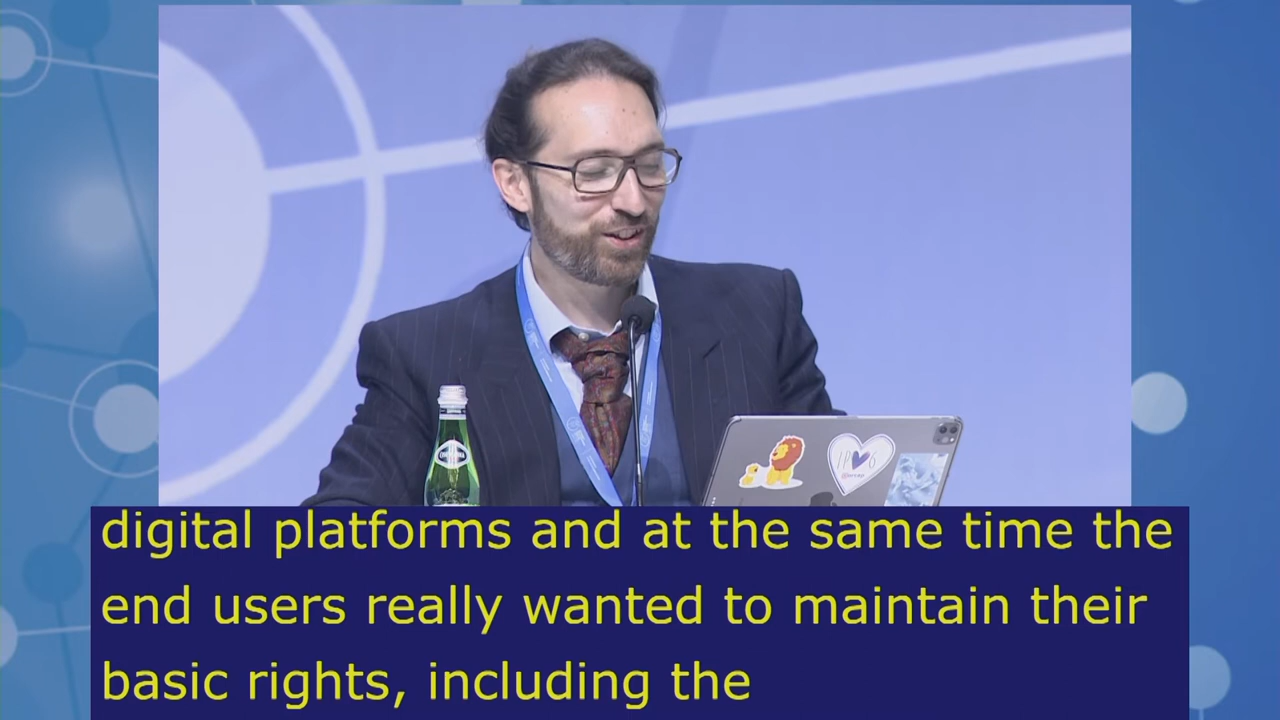 digital platforms and at the same time the
end users really wanted to maintain their
basic rights, including the